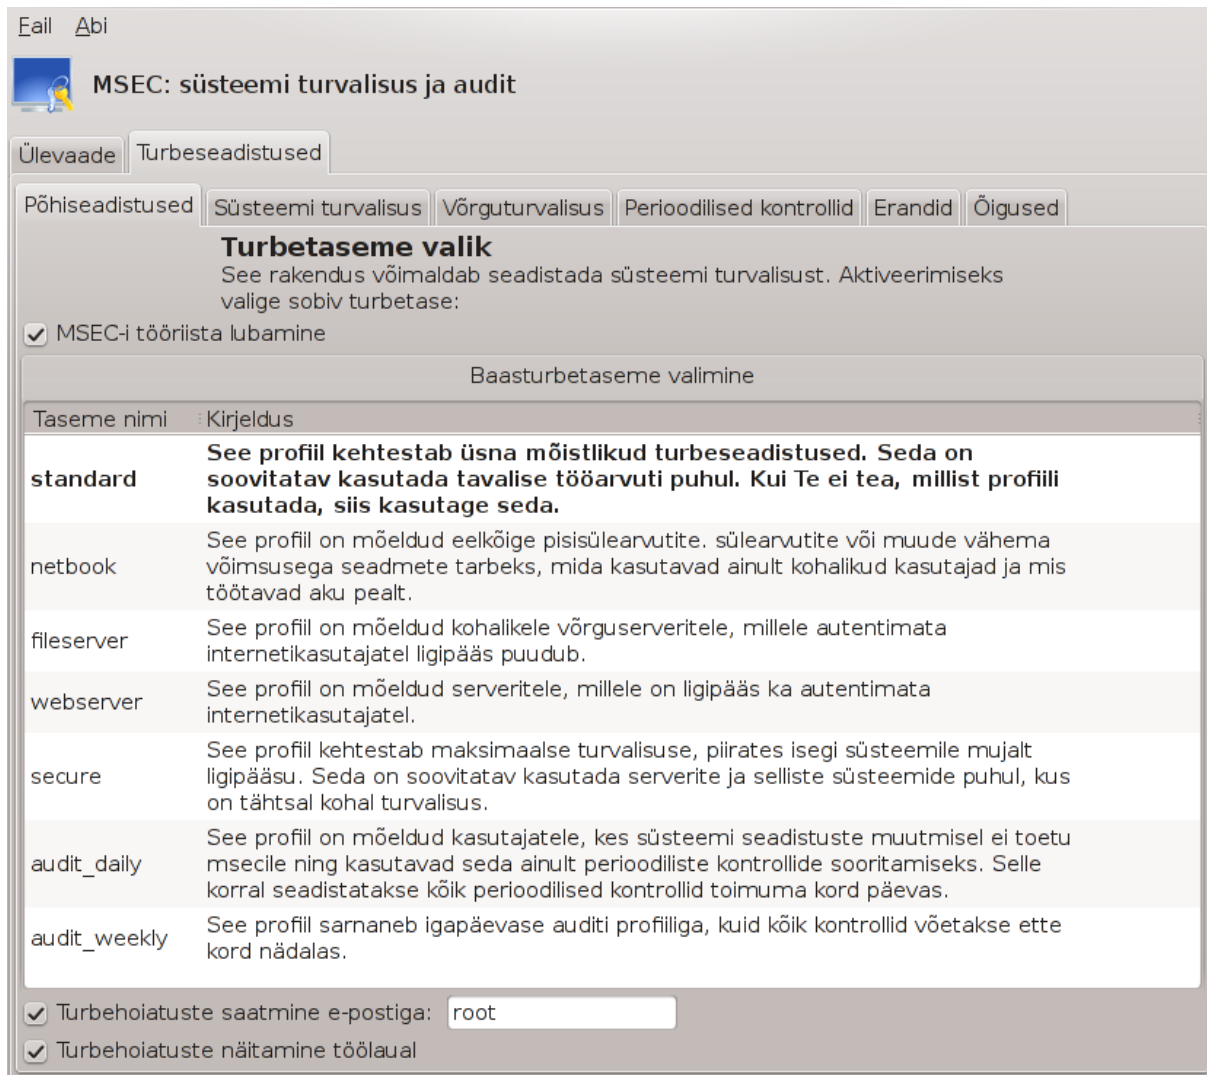 Fail Abi
MSEC: süsteemi turvalisus ja audit
Ülevaade Turbeseadistused
Põhiseadistused Süsteemi turvalisus Võrguturvalisus Perioodilised kontrollid Erandid Õigused
Turbetaseme valik
See rakendus võimaldab seadistada süsteemi turvalisust. Aktiveerimiseks
valige sobiv turbetase:
MSEC-i tööriista lubamine
Baasturbetaseme valimine
Taseme nimi Kirjeldus
See profiil kehtestab üsna mõistlikud turbeseadistused. Seda on
standard soovitatav kasutada tavalise tööarvuti puhul. Kui Te ei tea, millist profiili
kasutada, siis kasutage seda.
See profiil on mõeldud eelkõige pisisülearvutite. sülearvutite või muude vähema
netbook võimsusega seadmete tarbeks, mida kasutavad ainult kohalikud kasutajad ja mis
töötavad aku pealt.
fileserver See profiil on mõeldud kohalikele võrguserveritele, millele autentimata
internetikasutajatel ligipääs puudub.
webserver See profiil on mõeldud serveritele, millele on ligipääs ka autentimata
internetikasutajatel.
See profiil kehtestab maksimaalse turvalisuse, piirates isegi süsteemile mujalt
secure ligipääsu. Seda on soovitatav kasutada serverite ja selliste süsteemide puhul, kus
on tähtsal kohal turvalisus.
See profiil on mõeldud kasutajatele, kes süsteemi seadistuste muutmisel ei toetu
audit_daily msecile ning kasutavad seda ainult perioodiliste kontrollide sooritamiseks. Selle
korral seadistatakse kõik perioodilised kontrollid toimuma kord päevas.
audit_weekly See profiil sarnaneb igapäevase auditi profiiliga, kuid kõik kontrollid võetakse ette
kord nädalas.
Turbehoiatuste saatmine e-postiga: root
Turbehoiatuste näitamine töölaual